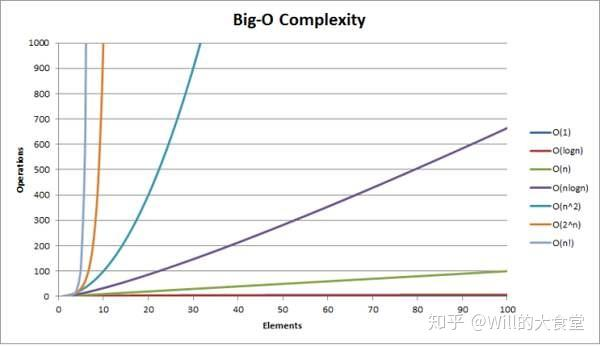 Big-O Complexity
1000
900
800
700
600
500
400
300
200
100
0
Operations
0
10
20
30
40
50
60
70
80
90
100
Elements
O(1)
O(logn)
O(n)
O(nlogn)
O(n^2)
O(2^n)
O(n!)
知乎 @Will的大食堂